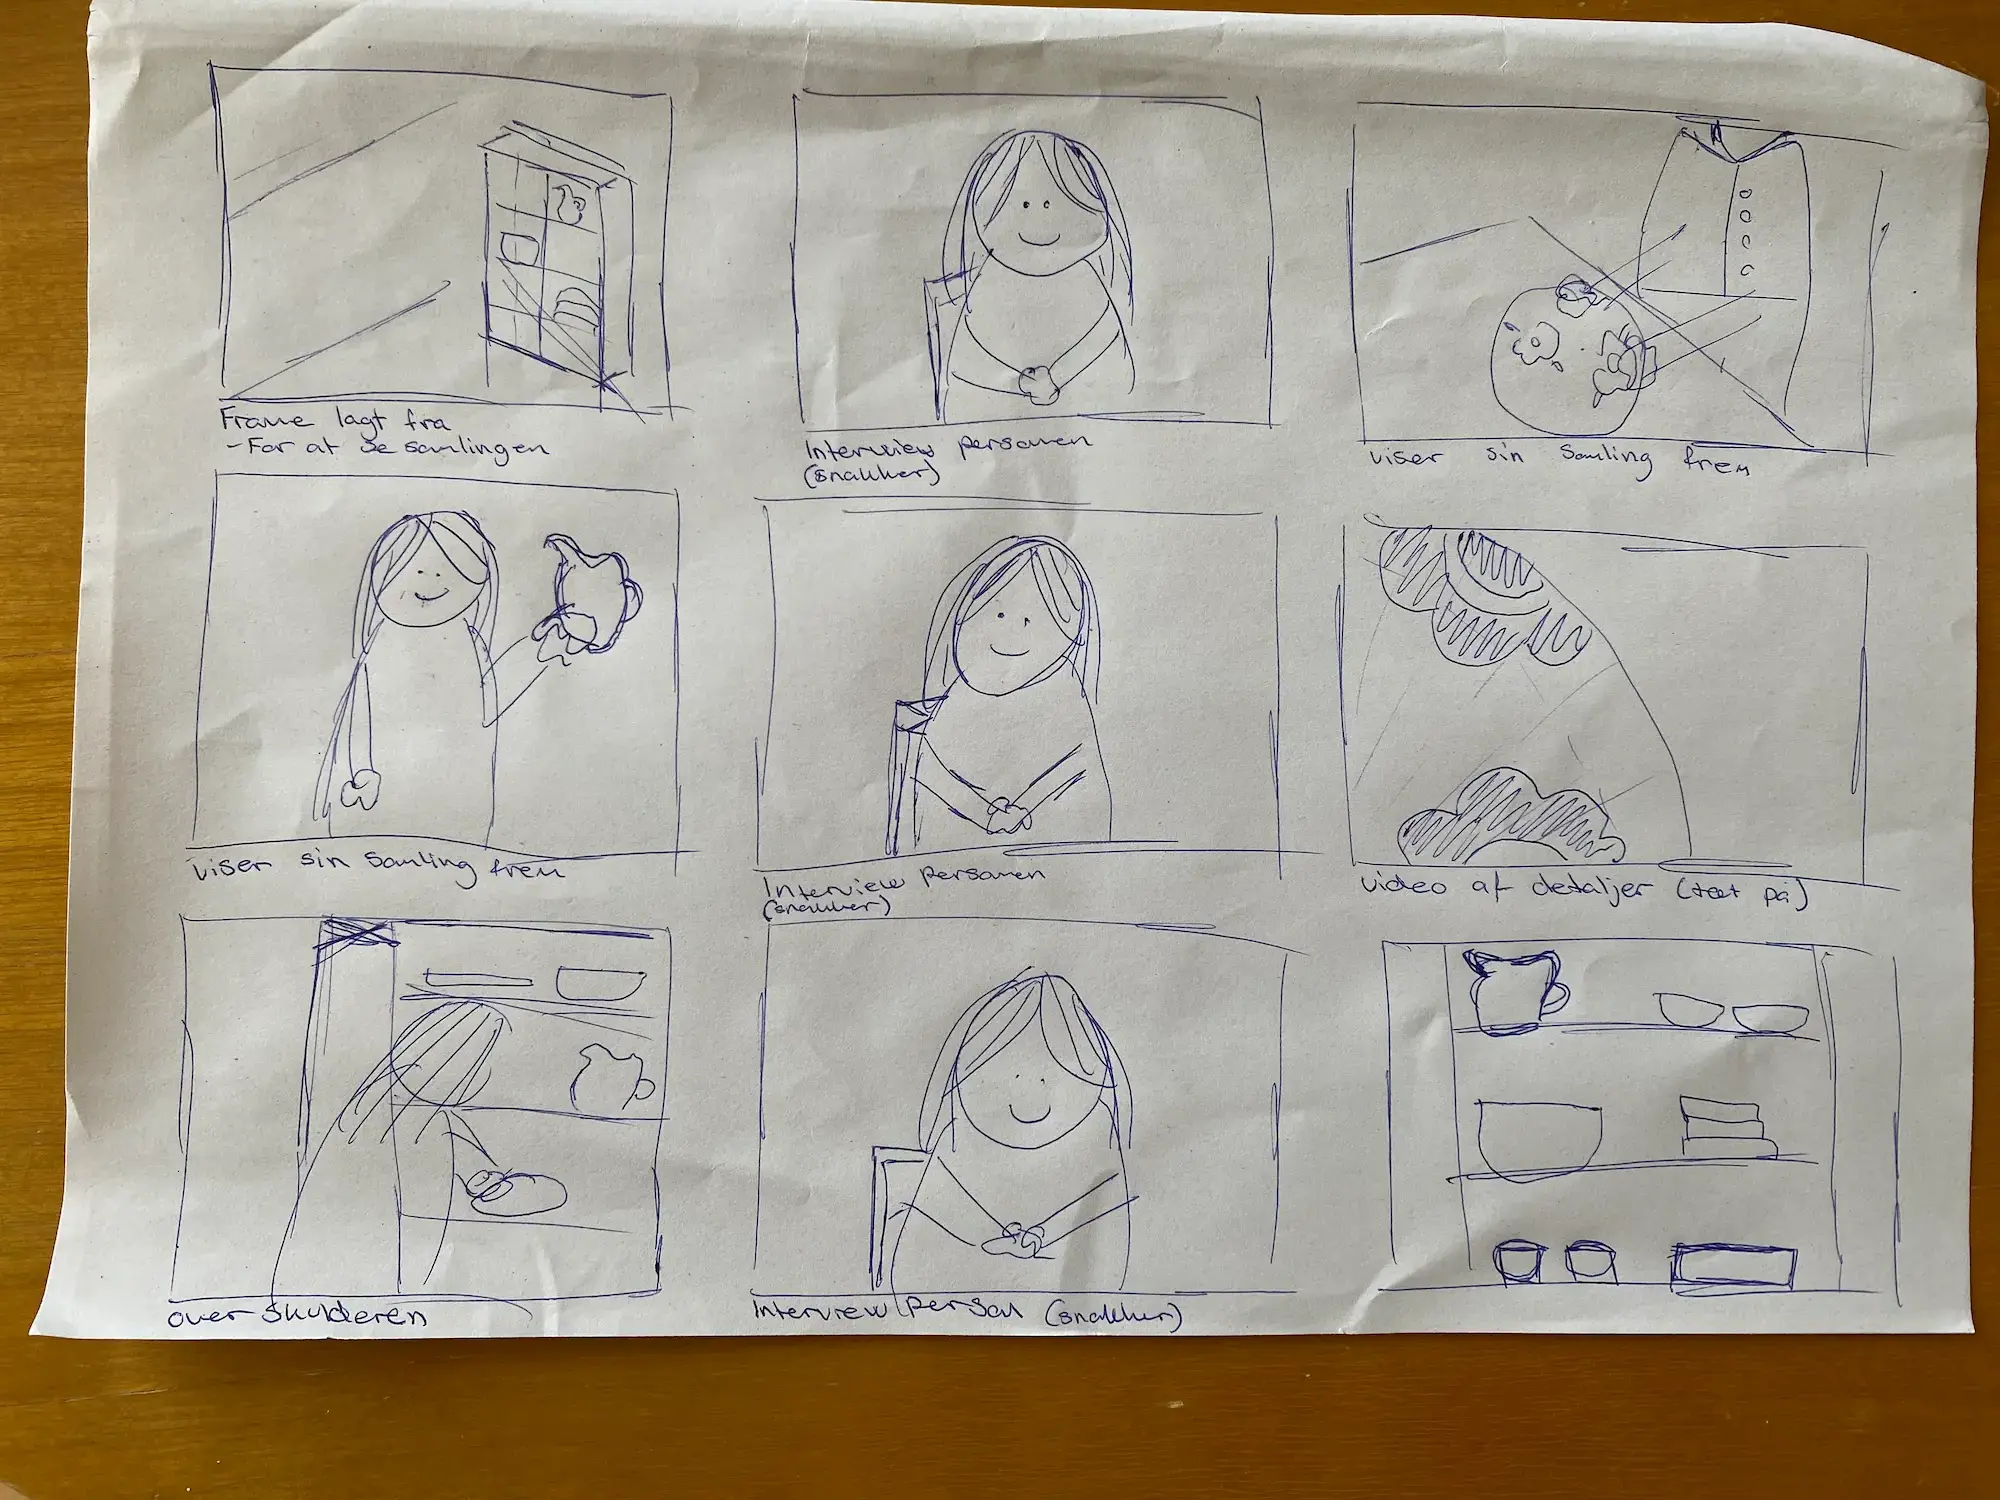 Frame lagt fra
- For at se samlingen
Interview personen
(snakker)
viser sin samling frem
viser sin samling frem
Interview personen
(snakker)
video af detaljer (tæt på)
over skulderen
Interview person (snakker)